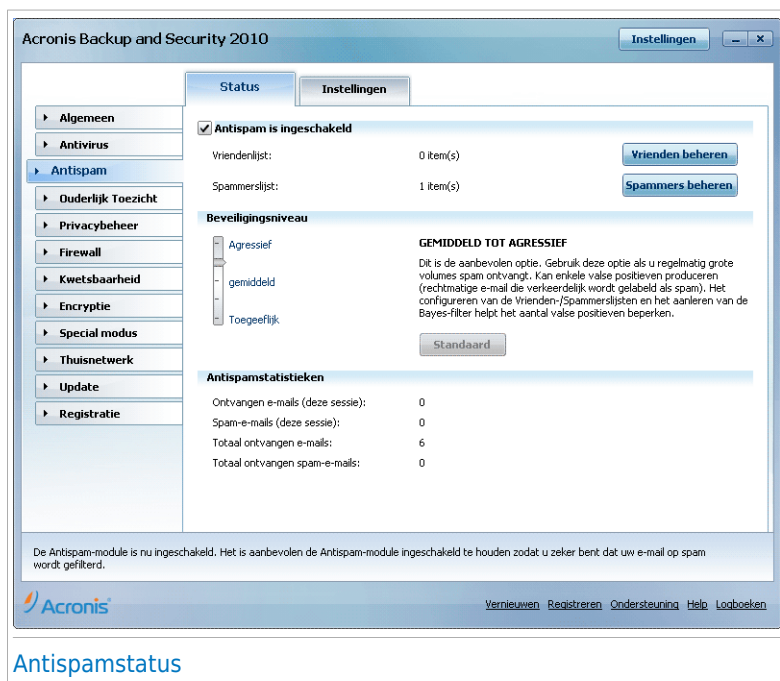 Acronis Backup and Security 2010
Instellingen
Status
Instellingen
Algemeen
Antivirus
Antispam
Ouderlijk Toezicht
Privacybeheer
Firewall
Kwetsbaarheid
Encryptie
Special modus
Thuisnetwerk
Update
Registratie
Antispam is ingeschakeld
Vriendenlijst: 0 item(s) Vrienden beheren
Spammerslijst: 1 item(s) Spammers beheren
Beveiligingsniveau
Agressief
gemiddeld
Toegeeflijk
GEMIDDELD TOT AGRESSIEF
Dit is de aanbevolen optie. Gebruik deze optie als u regelmatig grote
volumes spam ontvangt. Kan enkele valse positieven produceren
(rechtmatige e-mail die verkeerdelijk wordt gelabeld als spam). Het
configureren van de Vrienden-/Spammerslijsten en het aanleren van de
Bayes-filter helpt het aantal valse positieven beperken.
Standaard
Antispamstatistieken
Ontvangen e-mails (deze sessie): 0
Spam-e-mails (deze sessie): 0
Totaal ontvangen e-mails: 6
Totaal ontvangen spam-e-mails: 0
De Antispam-module is nu ingeschakeld. Het is aanbevolen de Antispam-module ingeschakeld te houden zodat u zeker bent dat uw e-mail op spam
wordt gefilterd.
Acronis
Vernieuwen Registreren Ondersteuning Help Logboeken
Antispamstatus